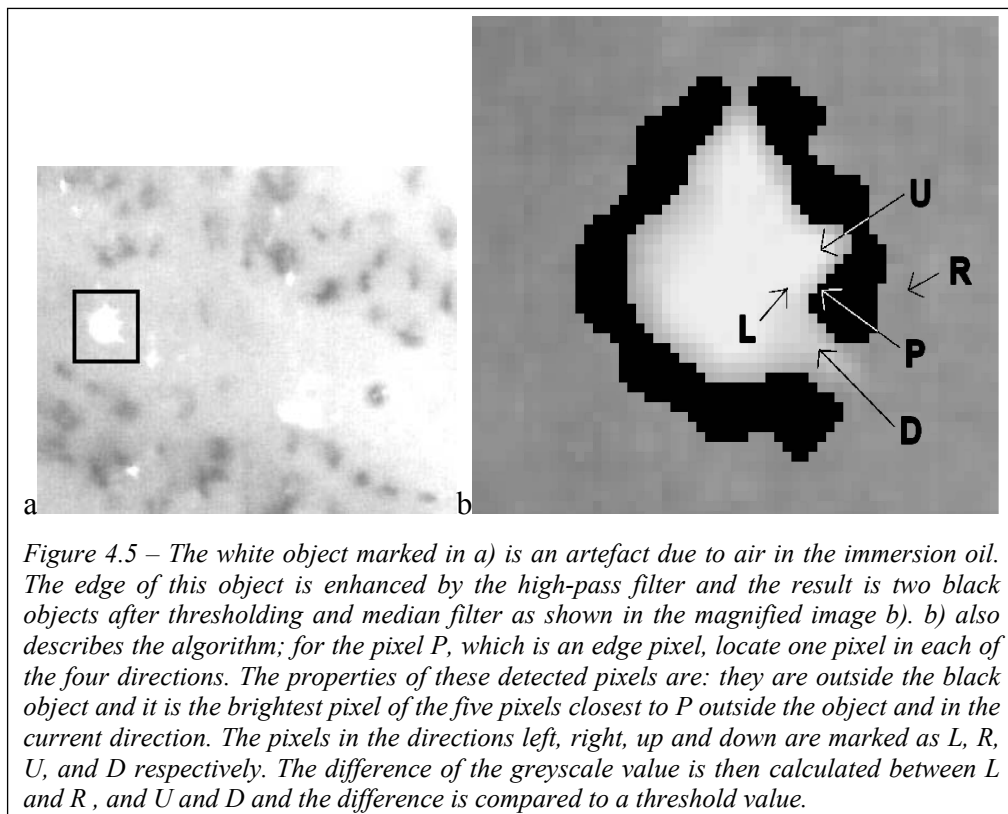 U
R
L
P
D
a
b
Figure 4.5 – The white object marked in a) is an artefact due to air in the immersion oil.
The edge of this object is enhanced by the high-pass filter and the result is two black
objects after thresholding and median filter as shown in the magnified image b). b) also
describes the algorithm; for the pixel P, which is an edge pixel, locate one pixel in each of
the four directions. The properties of these detected pixels are: they are outside the black
object and it is the brightest pixel of the five pixels closest to P outside the object and in the
current direction. The pixels in the directions left, right, up and down are marked as L, R,
U, and D respectively. The difference of the greyscale value is then calculated between L
and R , and U and D and the difference is compared to a threshold value.